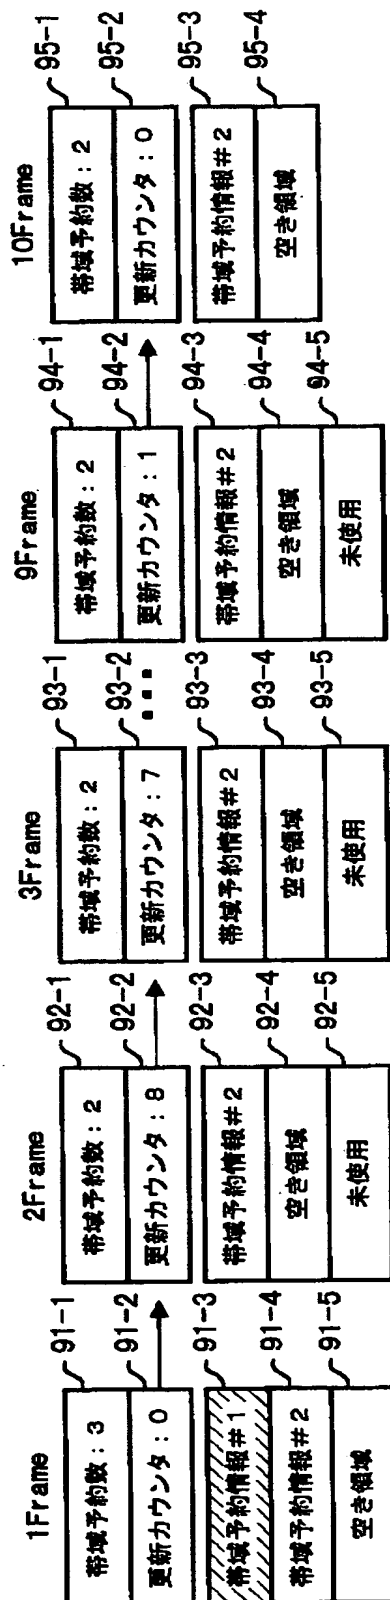 1Frame
帯域予約数：3
91-1
更新カウンタ：0
91-2
帯域予約情報＃1
91-3
帯域予約情報＃2
91-4
空き領域
91-5
2Frame
帯域予約数：2
92-1
更新カウンタ：8
92-2
帯域予約情報＃2
92-3
空き領域
92-4
未使用
92-5
3Frame
帯域予約数：2
93-1
更新カウンタ：7
93-2
帯域予約情報＃2
93-3
空き領域
93-4
未使用
93-5
9Frame
帯域予約数：2
94-1
更新カウンタ：1
94-2
帯域予約情報＃2
94-3
空き領域
94-4
未使用
94-5
10Frame
帯域予約数：2
95-1
更新カウンタ：0
95-2
帯域予約情報＃2
95-3
空き領域
95-4